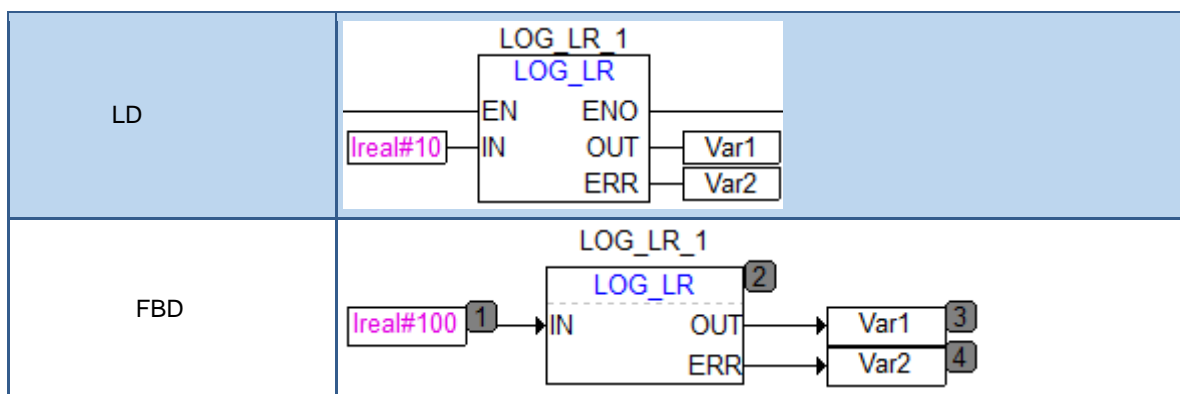 LD
LOG_LR_1
LOG_LR
EN ENO
lreal#10 IN OUT Var1
ERR Var2
FBD
LOG_LR_1
LOG_LR 2
lreal#100 1 IN OUT Var1 3
ERR Var2 4